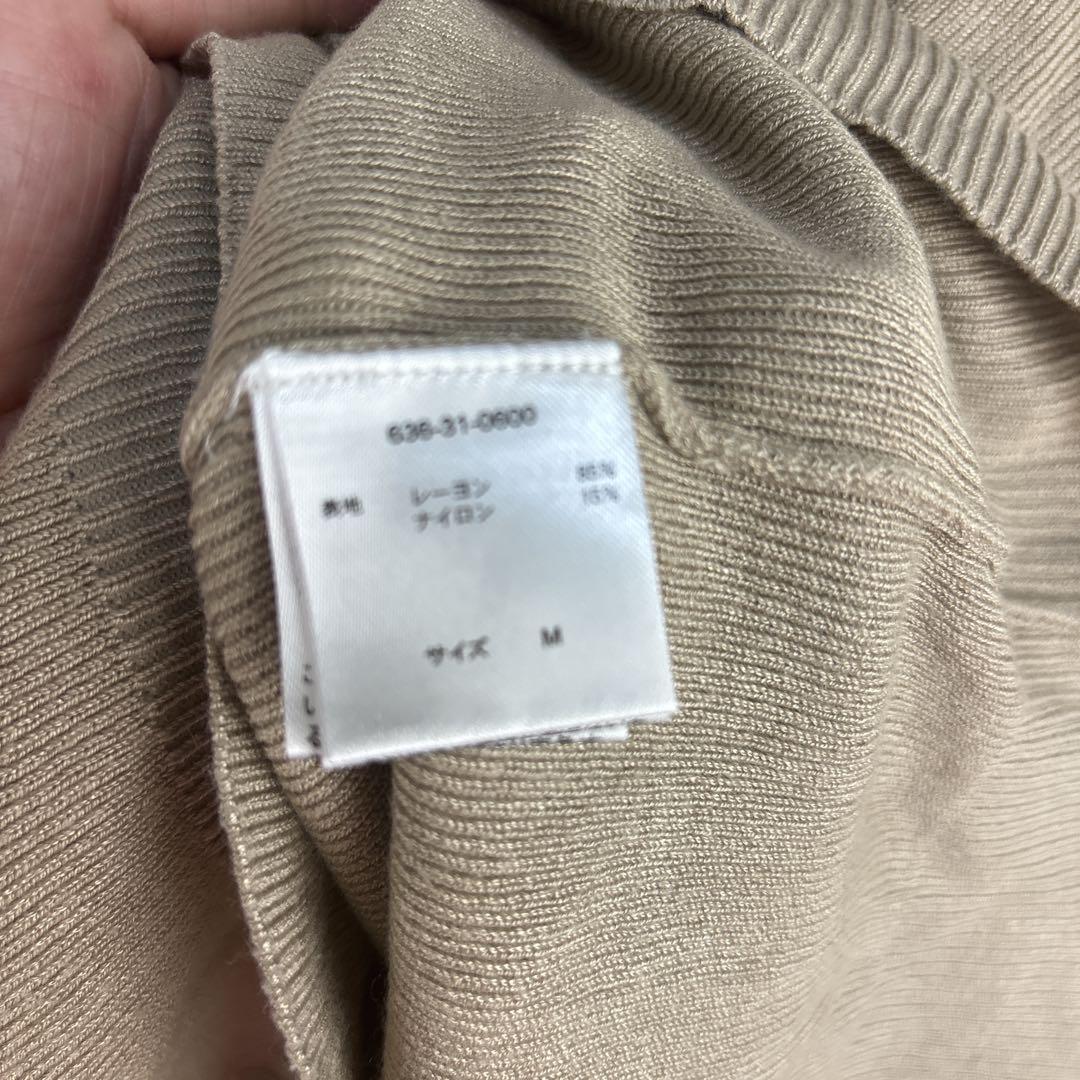 636-31-0600
表地 レーヨン 85%
ナイロン 15%
サイズ M